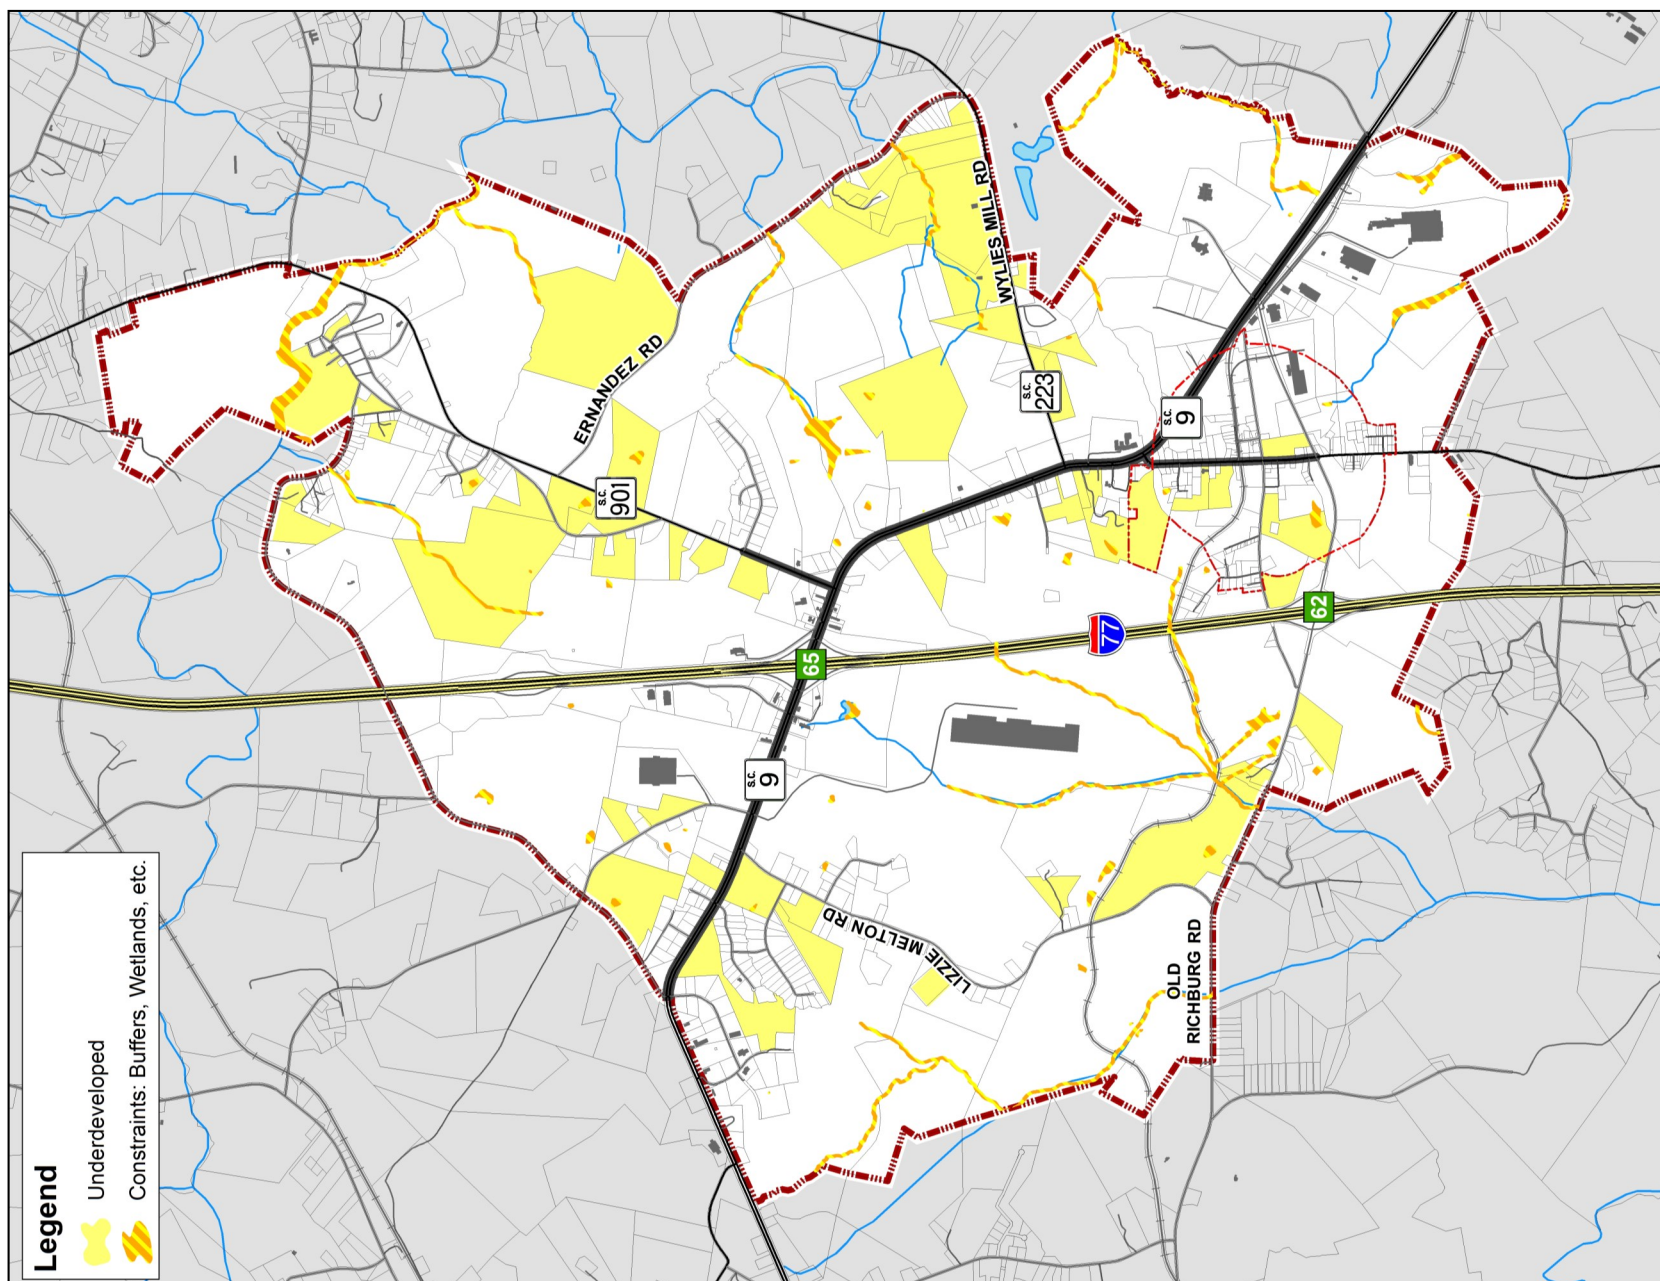 Legend
Underdeveloped
Constraints: Buffers, Wetlands, etc.
ERNANDEZ RD
WYLIES MILL RD
S.C.
901
S.C.
223
S.C.
9
S.C.
9
65
77
62
LIZZIE MELTON RD
OLD
RICHBURG RD